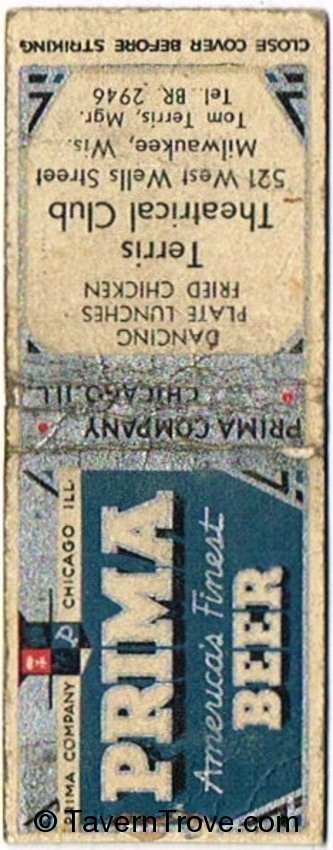 CLOSE COVER BEFORE STRIKING
DANCING
PLATE LUNCHES
FRIED CHICKEN
Terris
Theatrical Club
521 West Wells Street
Milwaukee, Wis.
Tom Terris, Mgr.
Tel. BR. 2946
PRIMA COMPANY
CHICAGO, ILL.
PRIMA COMPANY CHICAGO ILL
PRIMA
America's Finest
BEER
© TavernTrove.com